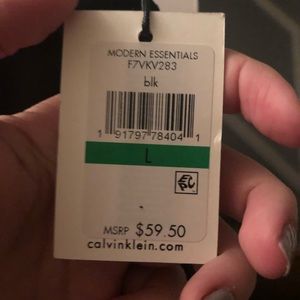 MODERN ESSENTIALS
F7VKV283
blk
1 91797 78404 1
L
MSRP $59.50
calvinklein.com